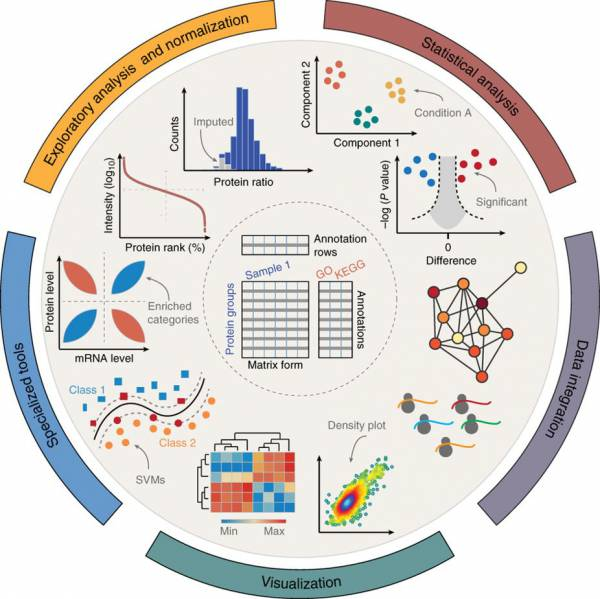 Exploratory analysis and normalization
Statistical analysis
Counts
Imputed
Protein ratio
Component 2
Condition A
Component 1
Intensity (log10)
Protein rank (%)
–log (P value)
Significant
0
Difference
Annotation
rows
Sample 1
GO
KEGG
Protein groups
Annotations
Matrix form
Protein level
Enriched
categories
mRNA level
Specialized tools
Data integration
Class 1
Class 2
SVMs
Density plot
Min
Max
Visualization